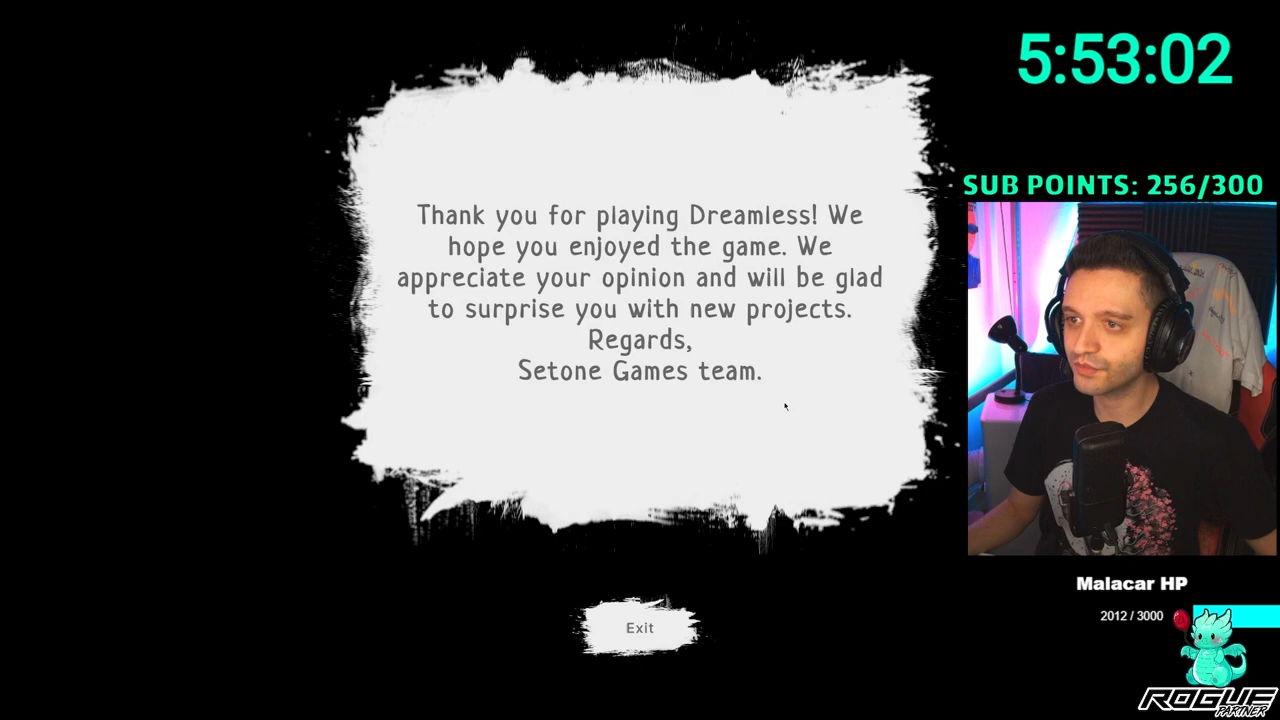 5:53:02
SUB POINTS: 256/300
Thank you for playing Dreamless! We
hope you enjoyed the game. We
appreciate your opinion and will be glad
to surprise you with new projects.
Regards,
Setone Games team.
Exit
Malacar HP
2012 / 3000
ROGUE
PARTNER